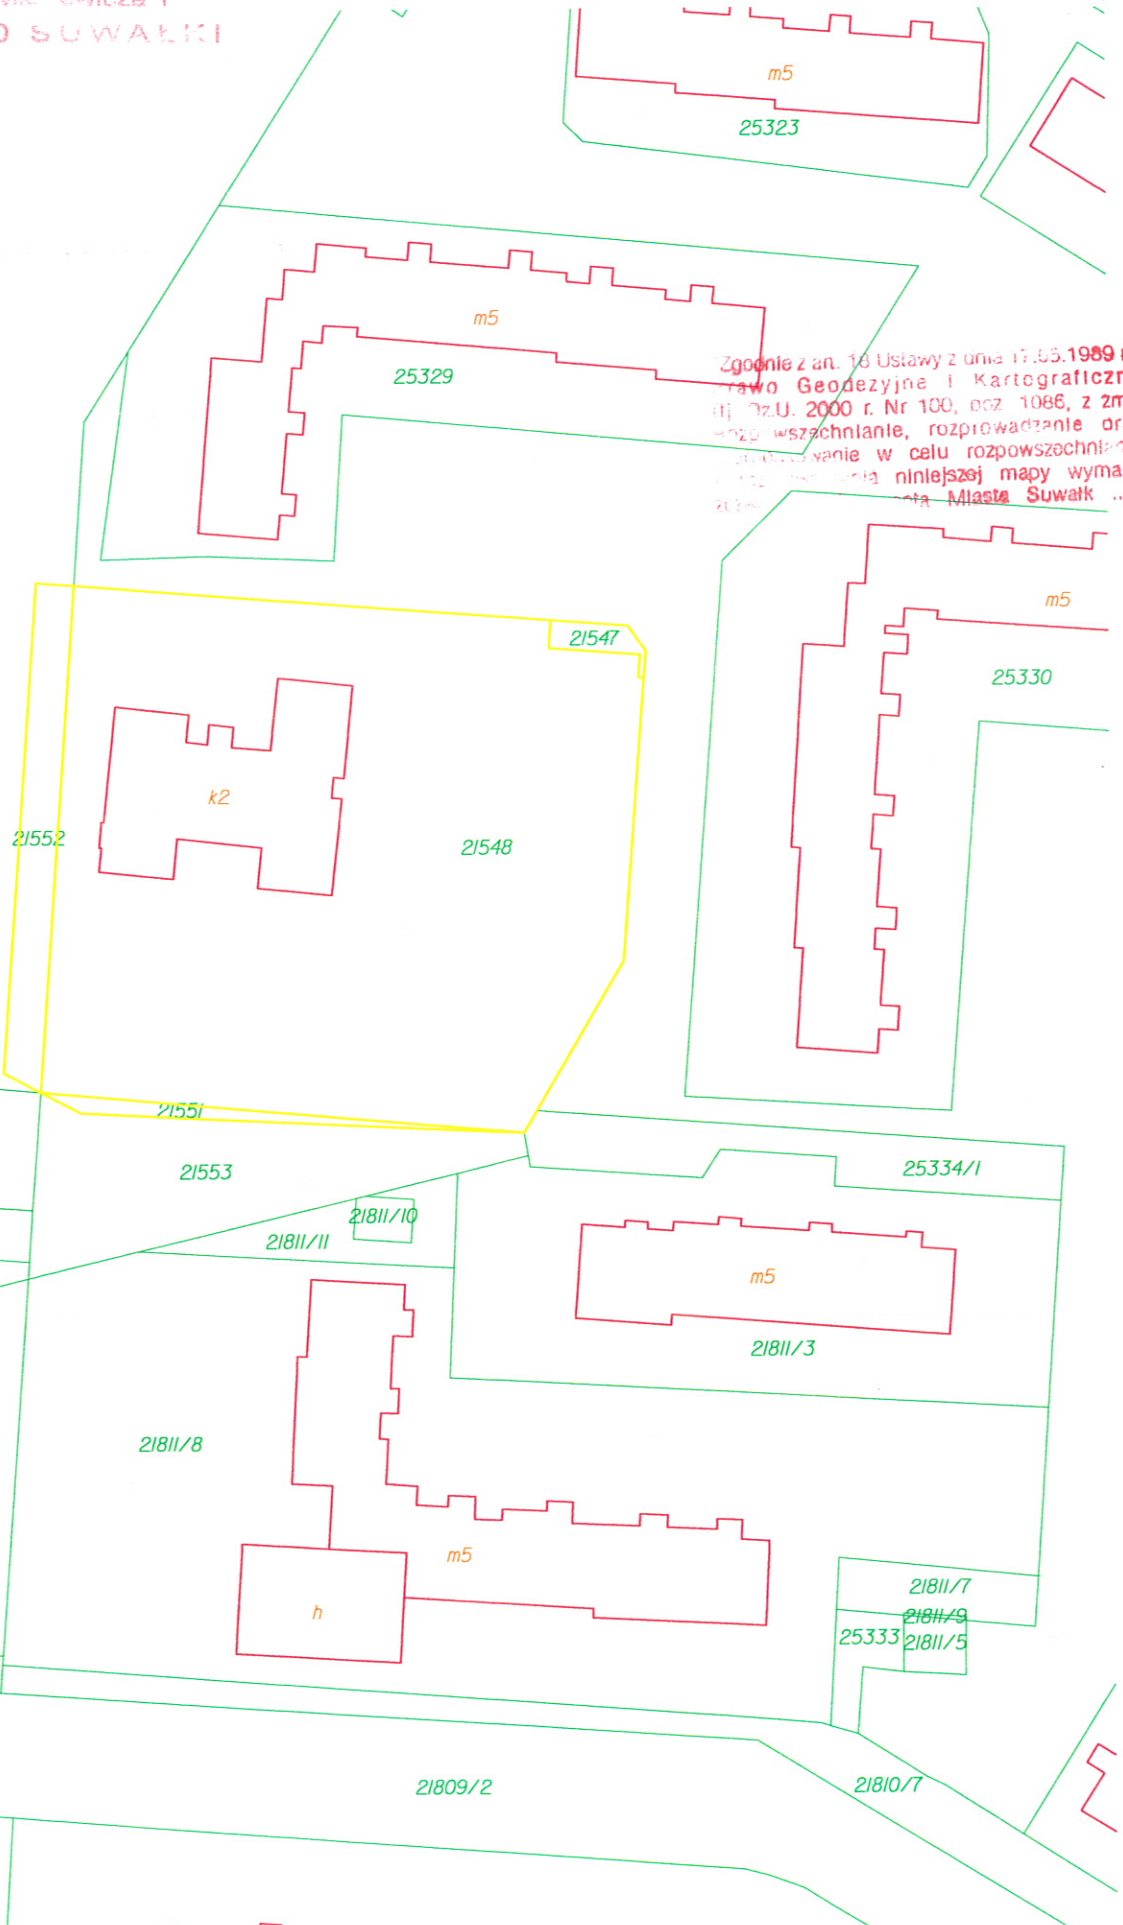 SUWAŁKI
m5
25323
m5
25329
Zgodnie z art. 18 Ustawy z dnia 17.05.1989
Prawo Geodezyjne i Kartograficzn
Dz.U. 2000 r. Nr 100, poz. 1086, z zm
wszechnianie, rozprowadzanie
w celu
niniejszej mapy wyma
Miasta Suwałk
m5
25330
21547
k2
21552
21548
21551
21553
25334/1
21811/10
21811/11
m5
21811/3
21811/8
m5
h
21811/7
21811/9
25333
21811/5
21809/2
21810/7